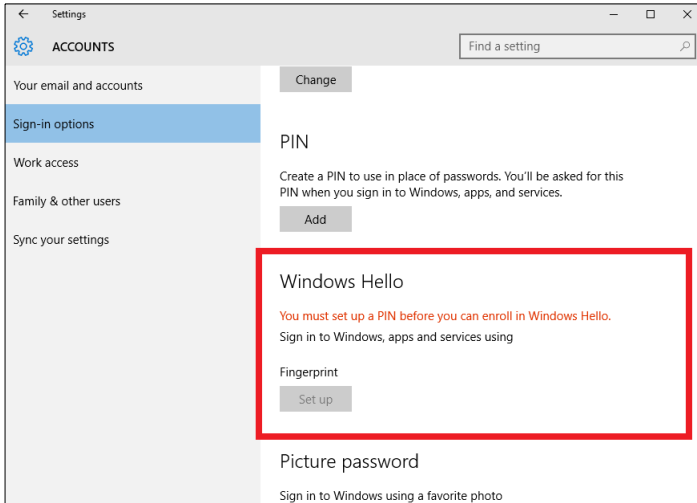 Settings
ACCOUNTS
Find a setting
Your email and accounts
Sign-in options
Work access
Family & other users
Sync your settings
Change
PIN
Create a PIN to use in place of passwords. You'll be asked for this
PIN when you sign in to Windows, apps, and services.
Add
Windows Hello
You must set up a PIN before you can enroll in Windows Hello.
Sign in to Windows, apps and services using
Fingerprint
Set up
Picture password
Sign in to Windows using a favorite photo